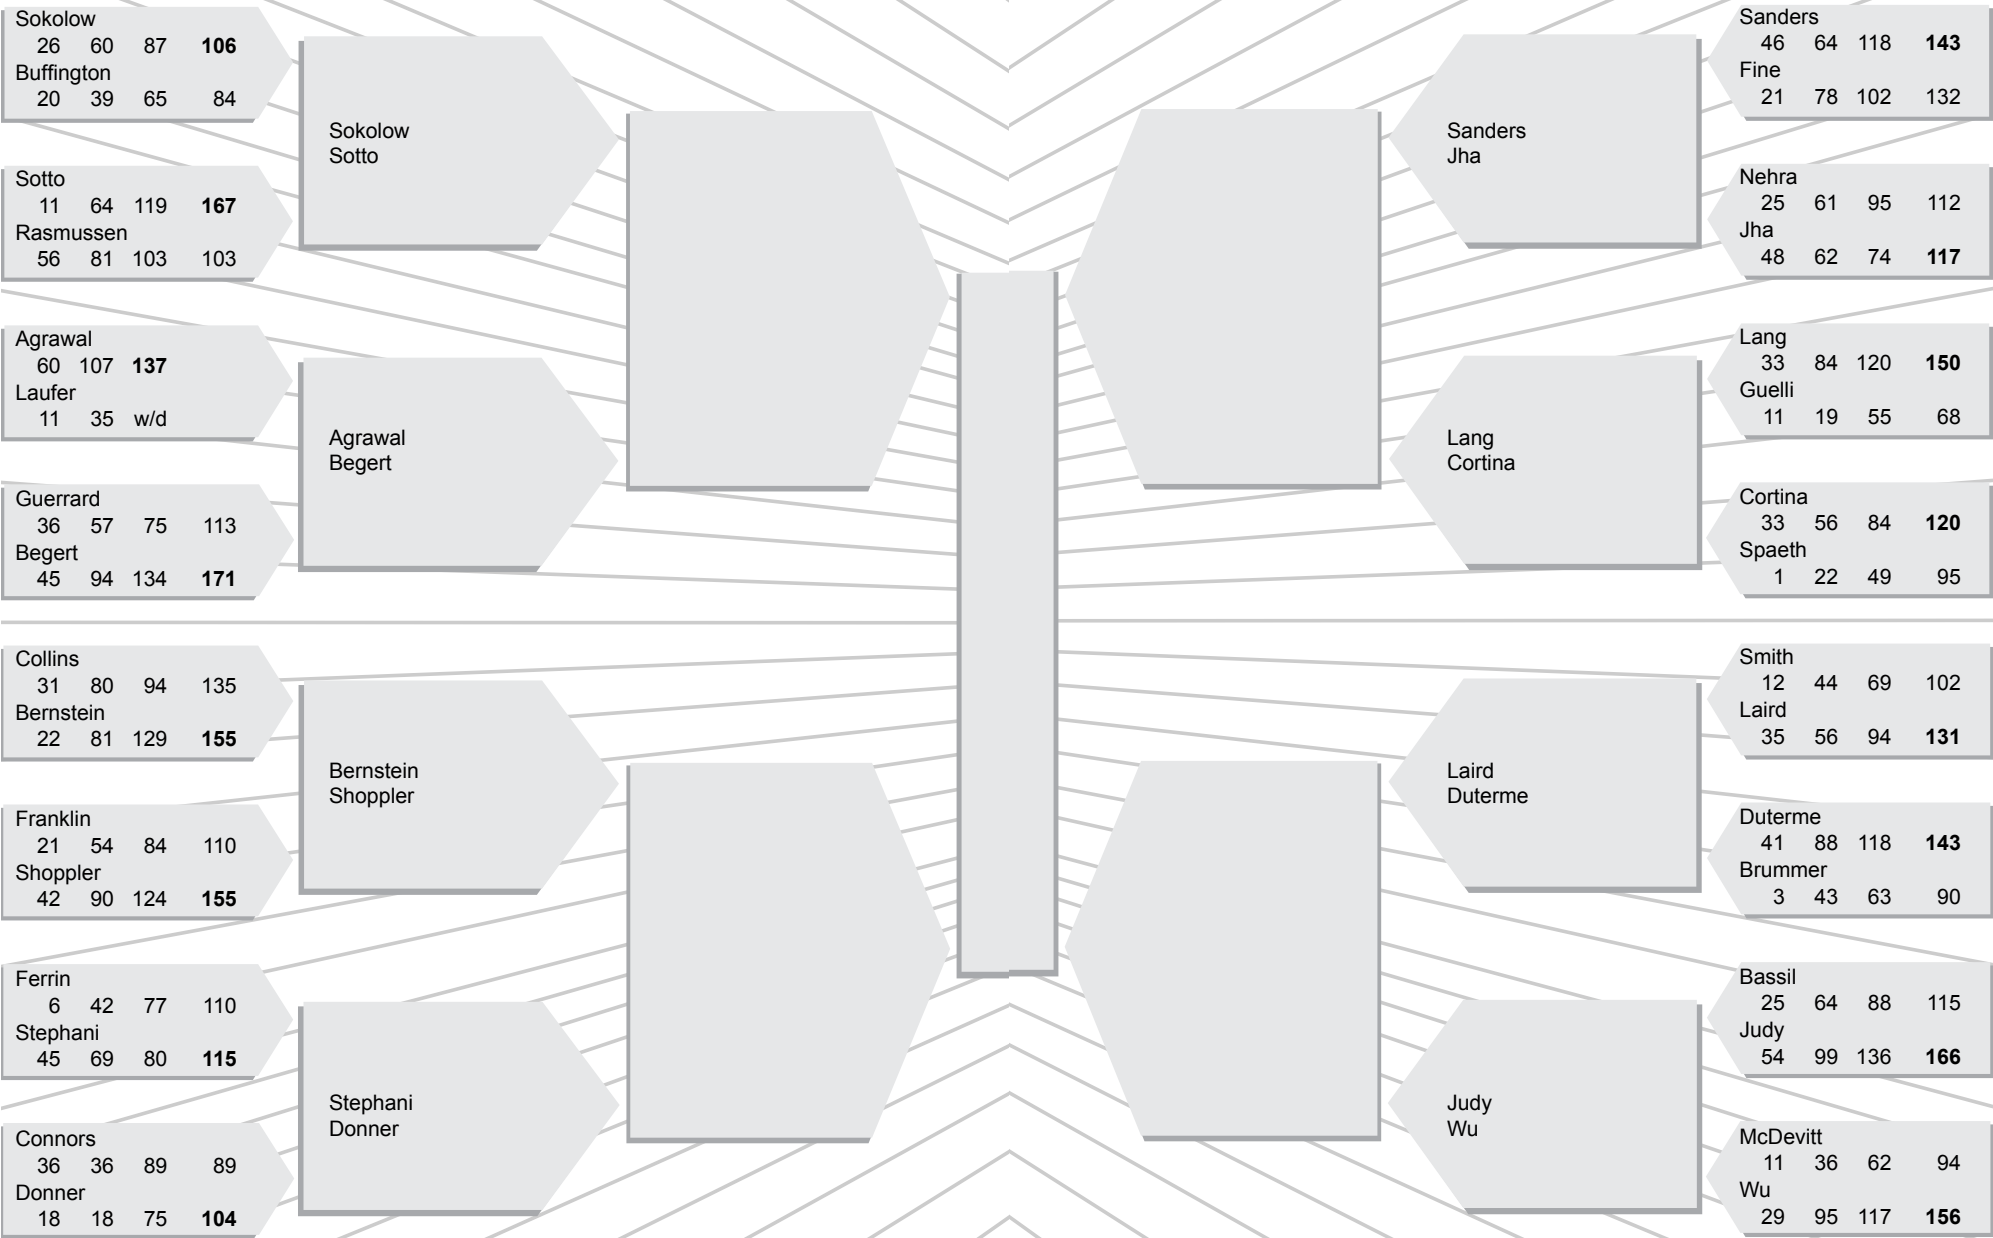 Sokolow
26 60 87 106
Buffington
20 39 65 84
Sotto
11 64 119 167
Rasmussen
56 81 103 103
Agrawal
60 107 137
Laufer
11 35 w/d
Guerrard
36 57 75 113
Begert
45 94 134 171
Collins
31 80 94 135
Bernstein
22 81 129 155
Franklin
21 54 84 110
Shoppler
42 90 124 155
Ferrin
6 42 77 110
Stephani
45 69 80 115
Connors
36 36 89 89
Donner
18 18 75 104
Sokolow
Sotto
Agrawal
Begert
Bernstein
Shoppler
Stephani
Donner
Sanders
Jha
Lang
Cortina
Laird
Duterme
Judy
Wu
Sanders
46 64 118 143
Fine
21 78 102 132
Nehra
25 61 95 112
Jha
48 62 74 117
Lang
33 84 120 150
Guelli
11 19 55 68
Cortina
33 56 84 120
Spaeth
1 22 49 95
Smith
12 44 69 102
Laird
35 56 94 131
Duterme
41 88 118 143
Brummer
3 43 63 90
Bassil
25 64 88 115
Judy
54 99 136 166
McDevitt
11 36 62 94
Wu
29 95 117 156